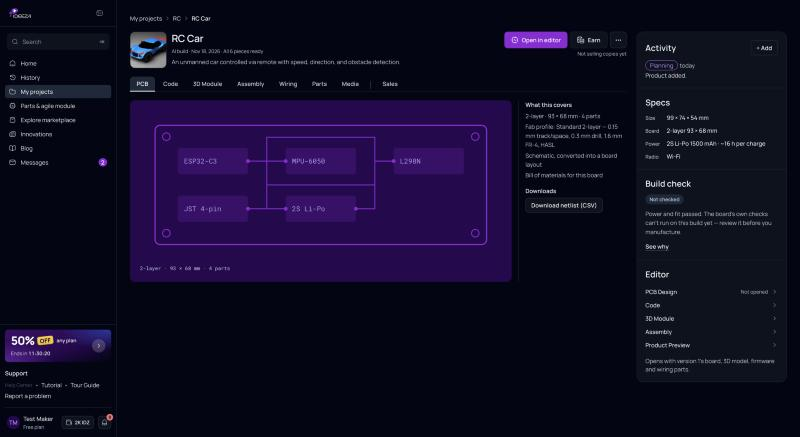 IDEEZA
Search
Home
History
My projects
Parts & agile module
Explore marketplace
Innovations
Blog
Messages
2
50% OFF any plan
Ends in 11:30:20
Support
Help Center • Tutorial • Tour Guide
Report a problem
TM
Test Maker
Free plan
2K IDZ
My projects > RC > RC Car
RC Car
AI build · Nov 18, 2026 · All 6 pieces ready
An unmanned car controlled via remote with speed, direction, and obstacle detection.
Open in editor
Earn
Not selling copies yet
PCB
Code
3D Module
Assembly
Wiring
Parts
Media
Sales
ESP32-C3
MPU-6050
L298N
JST 4-pin
2S Li-Po
2-layer · 93 × 68 mm · 4 parts
What this covers
2-layer · 93 × 68 mm · 4 parts
Fab profile: Standard 2-layer — 0.15
mm track/space, 0.3 mm drill, 1.6 mm
FR-4, HASL
Schematic, converted into a board
layout
Bill of materials for this board
Downloads
Download netlist (CSV)
Activity
+ Add
Planning today
Product added.
Specs
Size 99 × 74 × 54 mm
Board 2-layer 93 × 68 mm
Power 2S Li-Po 1500 mAh · ~16 h per charge
Radio Wi-Fi
Build check
Not checked
Power and fit passed. The board's own checks
can't run on this build yet — review it before you
manufacture.
See why
Editor
PCB Design Not opened
Code
3D Module
Assembly
Product Preview
Opens with version 1's board, 3D model, firmware
and wiring parts.